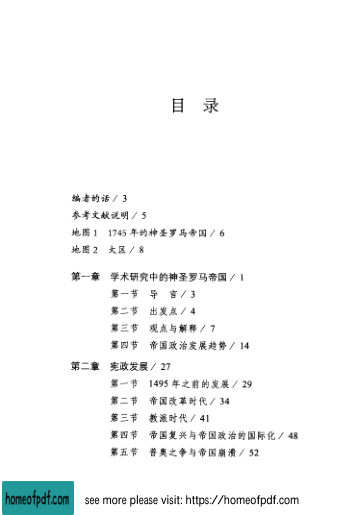 目 录
编者的话 / 3
参考文献说明 / 5
地图 1 1745 年的神圣罗马帝国 / 6
地图 2 大区 / 8
第一章 学术研究中的神圣罗马帝国 / 1
第一节 导 言 / 3
第二节 出发点 / 4
第三节 观点与解释 / 7
第四节 帝国政治发展趋势 / 14
第二章 宪政发展 / 27
第一节 1495 年之前的发展 / 29
第二节 帝国改革时代 / 34
第三节 教派时代 / 41
第四节 帝国复兴与帝国政治的国际化 / 48
第五节 普奥之争与帝国崩溃 / 52
homeofpdf.com see more please visit: https://homeofpdf.com